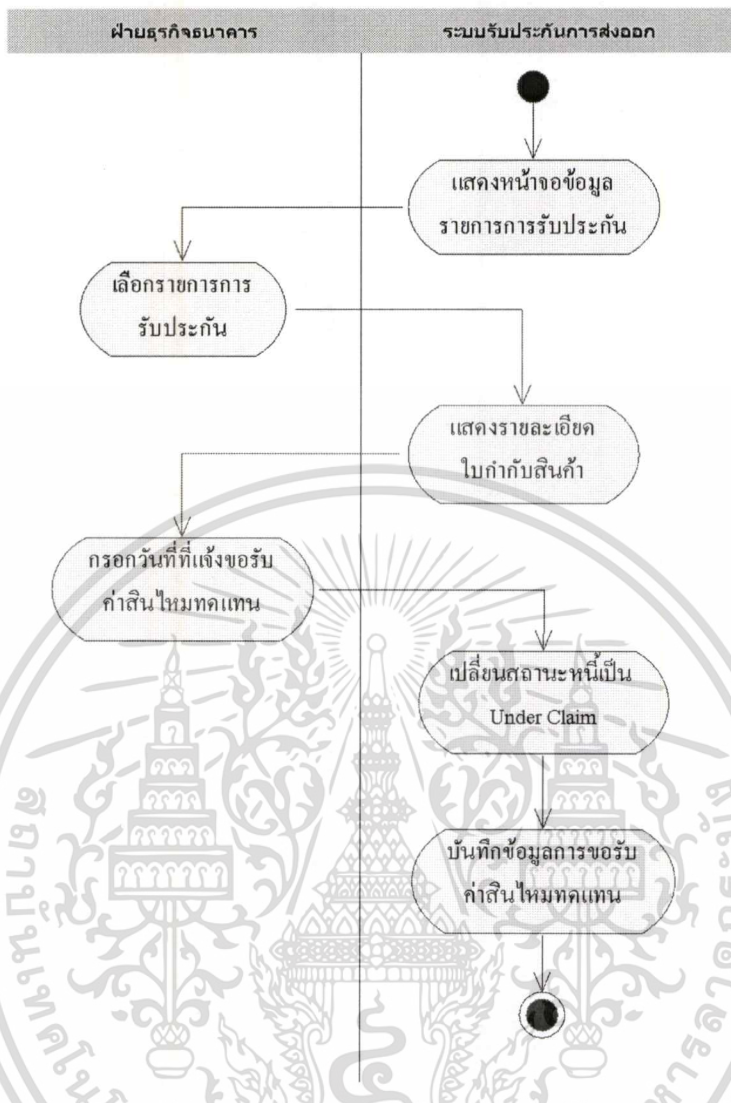 ฝ่ายธุรกิจธนาคาร
ระบบรับประกันการส่งออก
แสดงหน้าจอข้อมูล
รายการการรับประกัน
เลือกรายการการ
รับประกัน
แสดงรายละเอียด
ใบกำกับสินค้า
กรอกวันที่ที่แจ้งขอรับ
ค่าสินไหมทดแทน
เปลี่ยนสถานะหนี้เป็น
Under Claim
บันทึกข้อมูลการขอรับ
ค่าสินไหมทดแทน